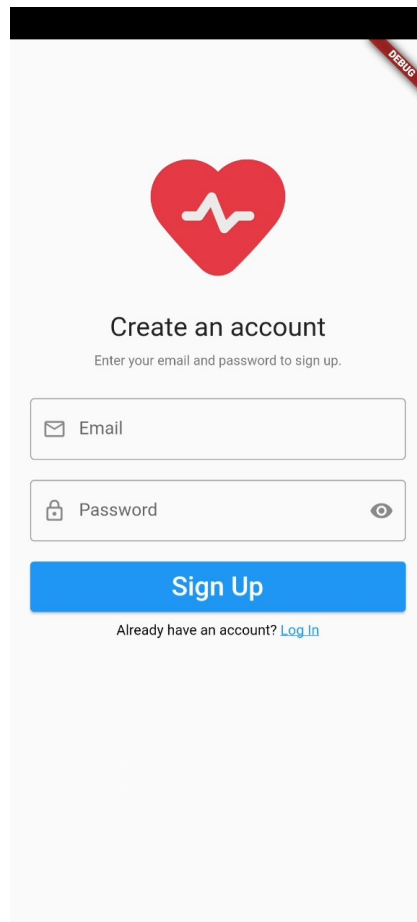 DEBUG
Create an account
Enter your email and password to sign up.
Email
Password
Sign Up
Already have an account? Log In